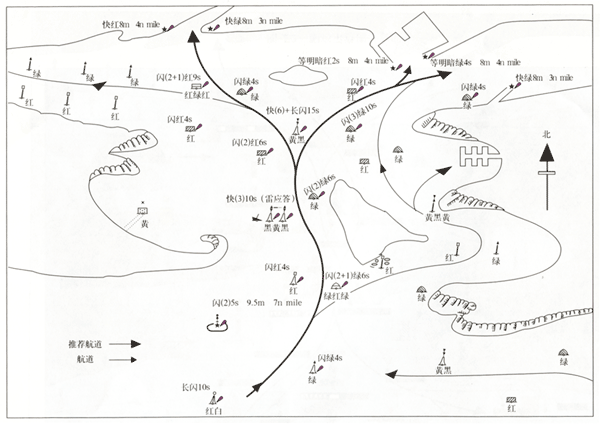 快红8m 4n mile
快绿8m 3n mile
等明暗红2s 8m 4n mile
等明暗绿4s 8m 4n mile
绿
绿
绿
闪(2+1)红9s
红绿红
闪绿4s
绿
闪红4s
红
闪绿4s
绿
快绿8m 3n mile
红
红
红
快(6)+长闪15s
黄黑
闪(3)绿10s
绿
闪红4s
红
闪(2)红6s
红
红
绿
北
快(3)10s (雷应答)
黑黄黑
闪(2)绿6s
绿
黄
黄黑黄
红
绿
红
闪红4s
红
闪(2+1)绿6s
绿红绿
绿
闪(2)5s 9.5m 7n mile
推荐航道
航道
闪绿4s
绿
黄黑
绿
长闪10s
红白
红